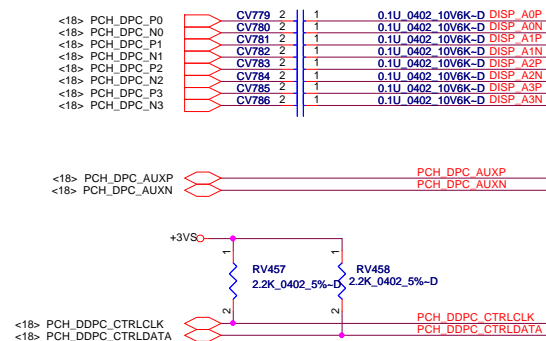 <18> PCH_DPC_P0 CV779 2 1 0.1U_0402_10V6K~D DISP_A0P
<18> PCH_DPC_N0 CV780 2 1 0.1U_0402_10V6K~D DISP_A0N
<18> PCH_DPC_P1 CV781 2 1 0.1U_0402_10V6K~D DISP_A1P
<18> PCH_DPC_N1 CV782 2 1 0.1U_0402_10V6K~D DISP_A1N
<18> PCH_DPC_P2 CV783 2 1 0.1U_0402_10V6K~D DISP_A2P
<18> PCH_DPC_N2 CV784 2 1 0.1U_0402_10V6K~D DISP_A2N
<18> PCH_DPC_P3 CV785 2 1 0.1U_0402_10V6K~D DISP_A3P
<18> PCH_DPC_N3 CV786 2 1 0.1U_0402_10V6K~D DISP_A3N
<18> PCH_DPC_AUXP PCH_DPC_AUXP
<18> PCH_DPC_AUXN PCH_DPC_AUXN
+3VS
1 1
RV457 RV458
2.2K_0402_5%~D 2.2K_0402_5%~D
2 2
<18> PCH_DDPC_CTRLCLK PCH_DDPC_CTRLCLK
<18> PCH_DDPC_CTRLDATA PCH_DDPC_CTRLDATA